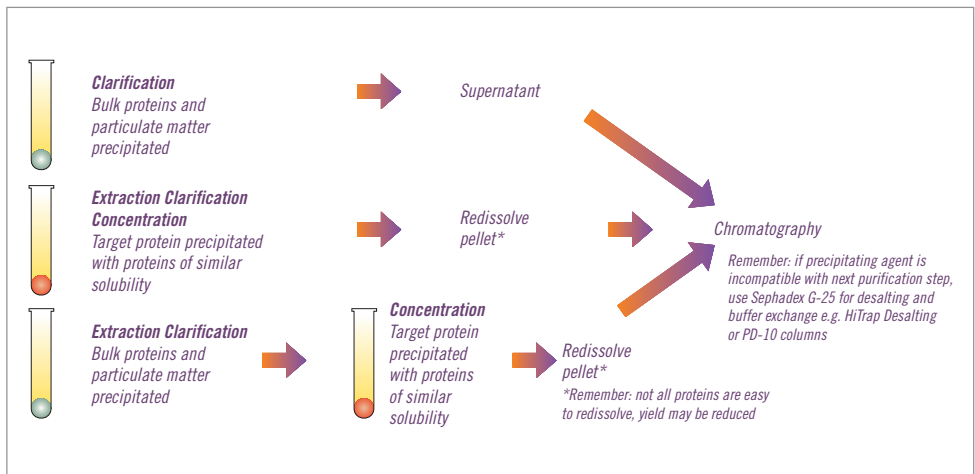 Clarification
Bulk proteins and
particulate matter
precipitated
Supernatant
Extraction Clarification
Concentration
Target protein precipitated
with proteins of similar
solubility
Redissolve
pellet*
Chromatography
Remember: if precipitating agent is
incompatible with next purification step,
use Sephadex G-25 for desalting and
buffer exchange e.g. HiTrap Desalting
or PD-10 columns
Extraction Clarification
Bulk proteins and
particulate matter
precipitated
Concentration
Target protein
precipitated
with proteins
of similar
solubility
Redissolve
pellet*
*Remember: not all proteins are easy
to redissolve, yield may be reduced